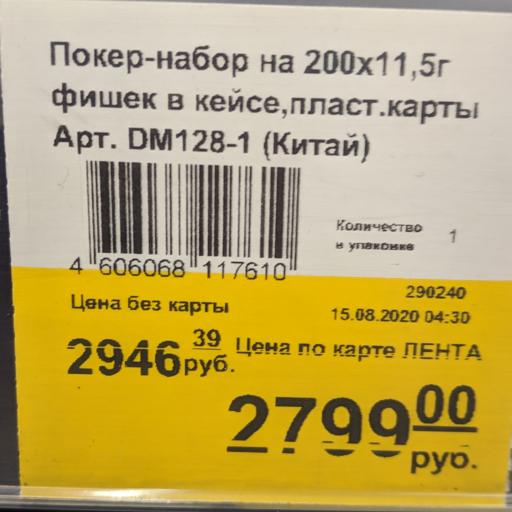 Покер-набор на 200х11,5г
фишек в кейсе,пласт.карты
Арт. DM128-1 (Китай)
Количество
в упаковке 1
4 606068 117610
290240
Цена без карты
15.08.2020 04:30
2946 39 руб.
Цена по карте ЛЕНТА
2799 00
руб.